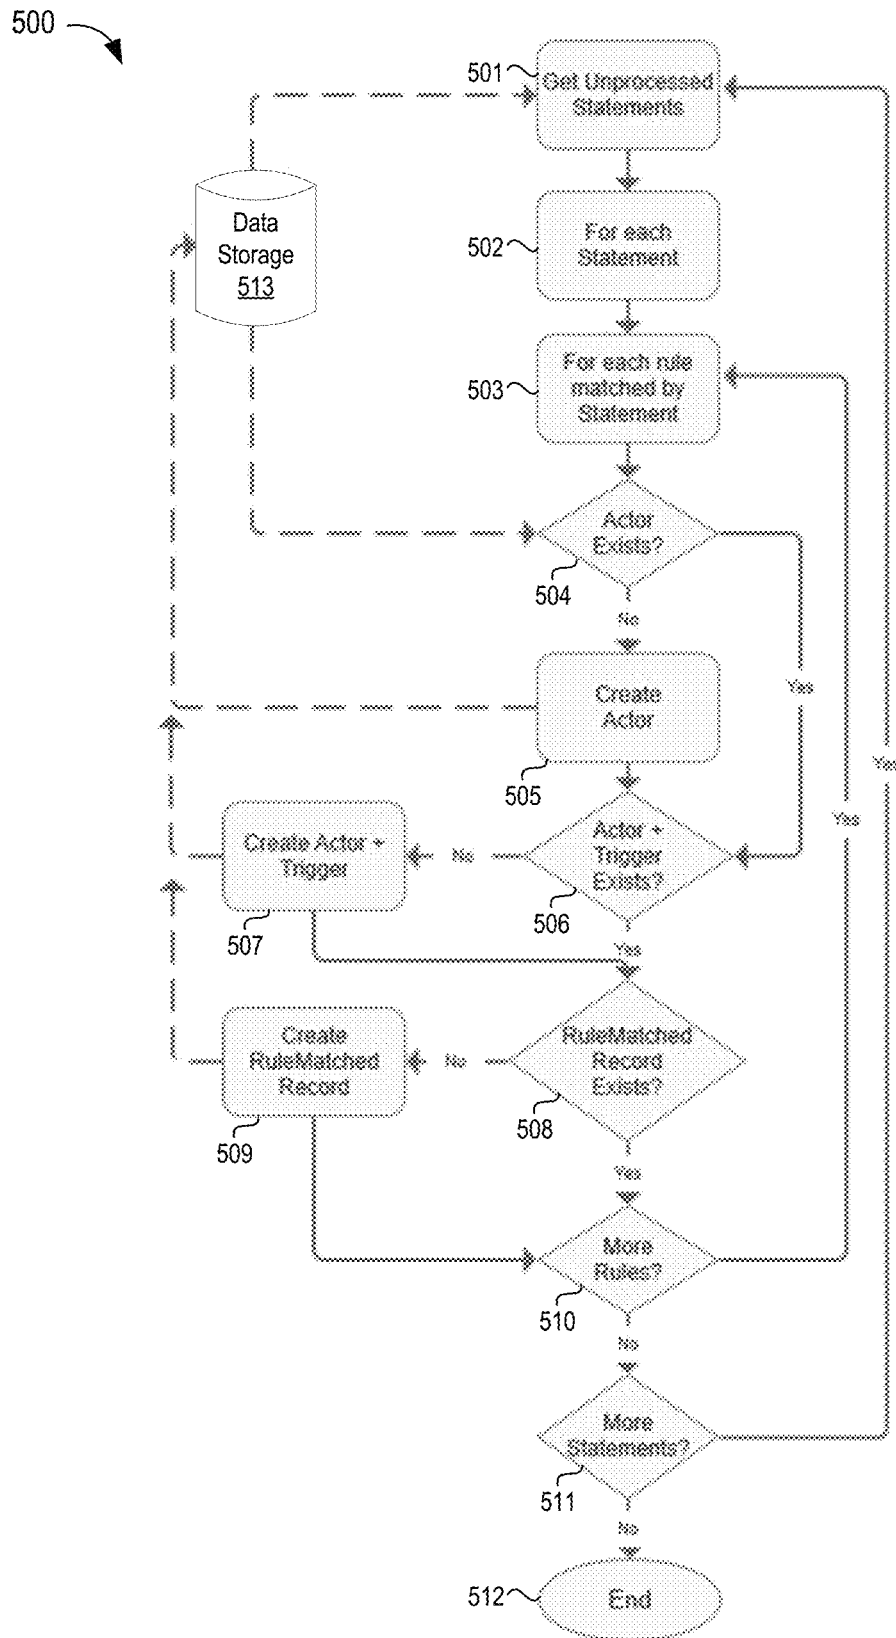 500
501
Get Unprocessed
Statements
Data
Storage
513
502
For each
Statement
503
For each rule
matched by
Statement
Actor
Exists?
504
No
Create
Actor
Yes
505
Yes
Yes
Create Actor +
Trigger
No
Actor +
Trigger
Exists?
507
506
Yes
Create
RuleMatched
Record
No
RuleMatched
Record
Exists?
509
508
Yes
More
Rules?
510
No
More
Statements?
511
No
512
End